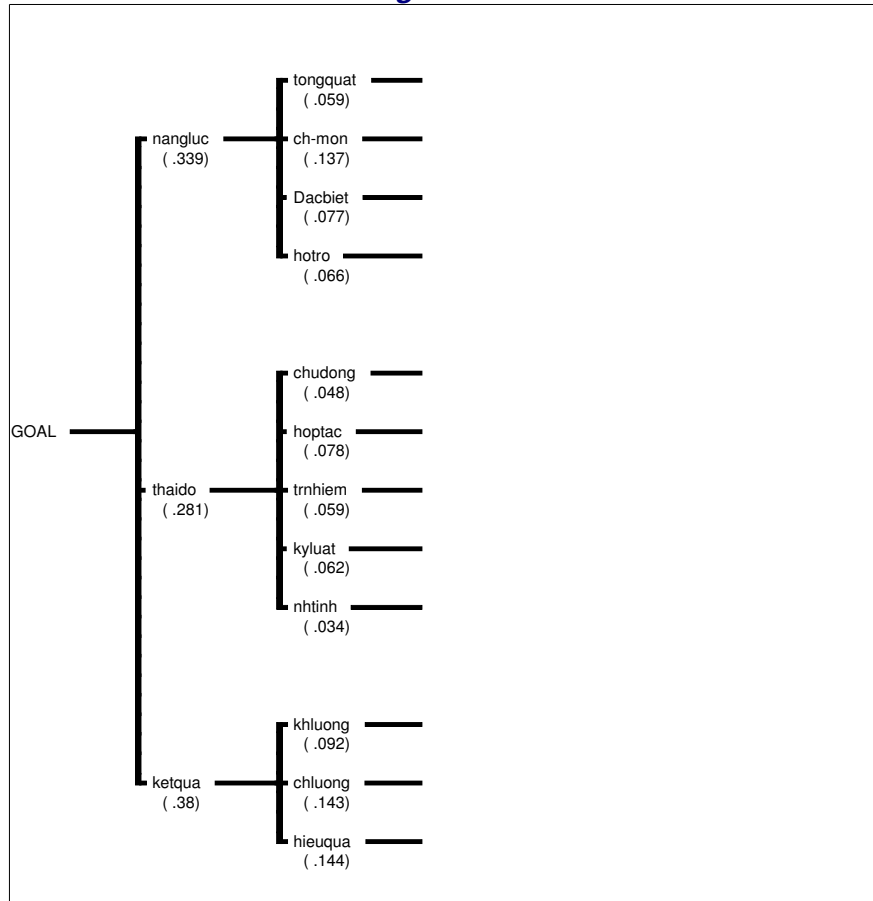 tongquat
( .059)
nangluc
( .339)
ch-mon
( .137)
Dacbiet
( .077)
hotro
( .066)
GOAL
thaido
( .281)
chudong
( .048)
hoptac
( .078)
trnhiem
( .059)
kyluat
( .062)
nhtinh
( .034)
ketqua
( .38)
khluong
( .092)
chluong
( .143)
hieuqua
( .144)